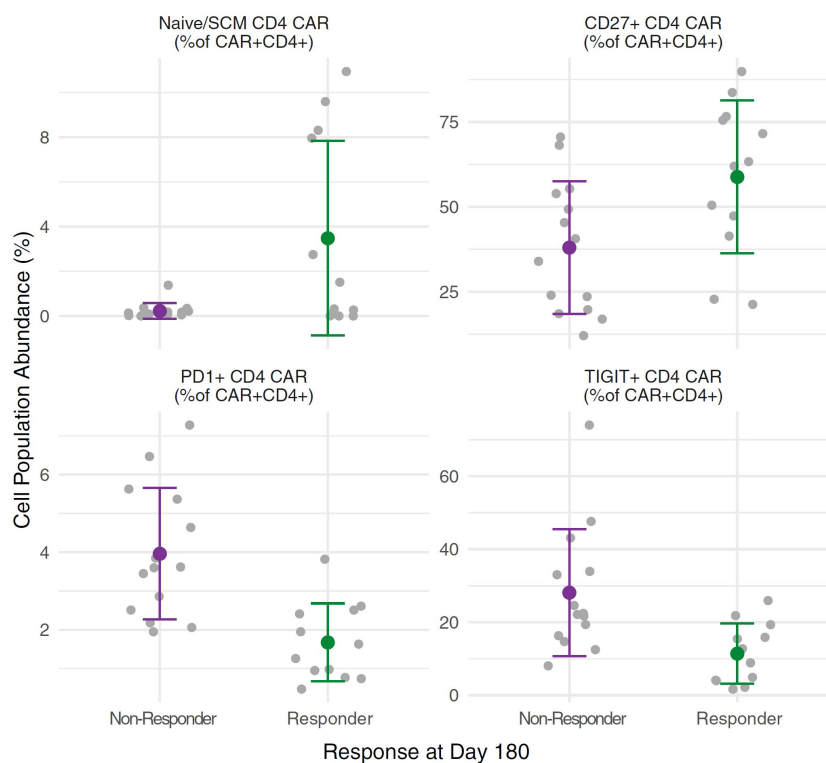 Naive/SCM CD4 CAR
(%of CAR+CD4+)
CD27+ CD4 CAR
(%of CAR+CD4+)
8
4
0
75
50
25
PD1+ CD4 CAR
(%of CAR+CD4+)
TIGIT+ CD4 CAR
(%of CAR+CD4+)
6
4
2
60
40
20
0
Cell Population Abundance (%)
Non-Responder
Responder
Non-Responder
Responder
Response at Day 180